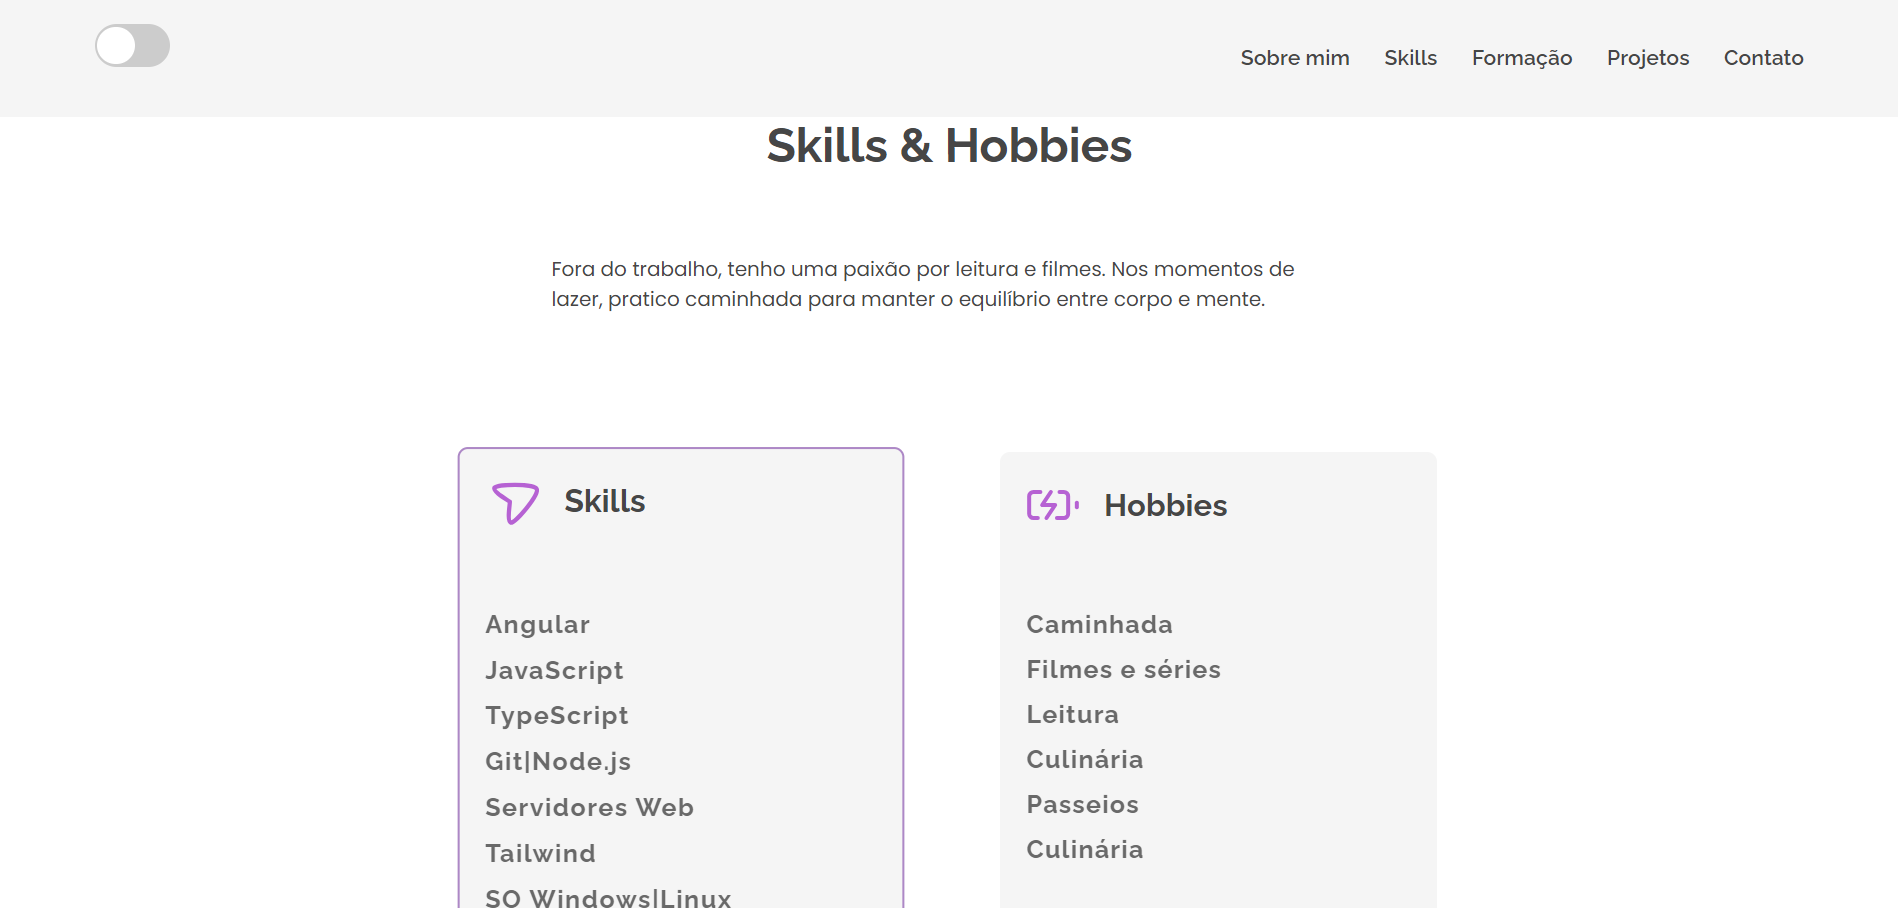 Sobre mim Skills Formação Projetos Contato
Skills & Hobbies
Fora do trabalho, tenho uma paixão por leitura e filmes. Nos momentos de
lazer, pratico caminhada para manter o equilíbrio entre corpo e mente.
Skills
Angular
JavaScript
TypeScript
Git|Node.js
Servidores Web
Tailwind
SO Windows|Linux
Hobbies
Caminhada
Filmes e séries
Leitura
Culinária
Passeios
Culinária